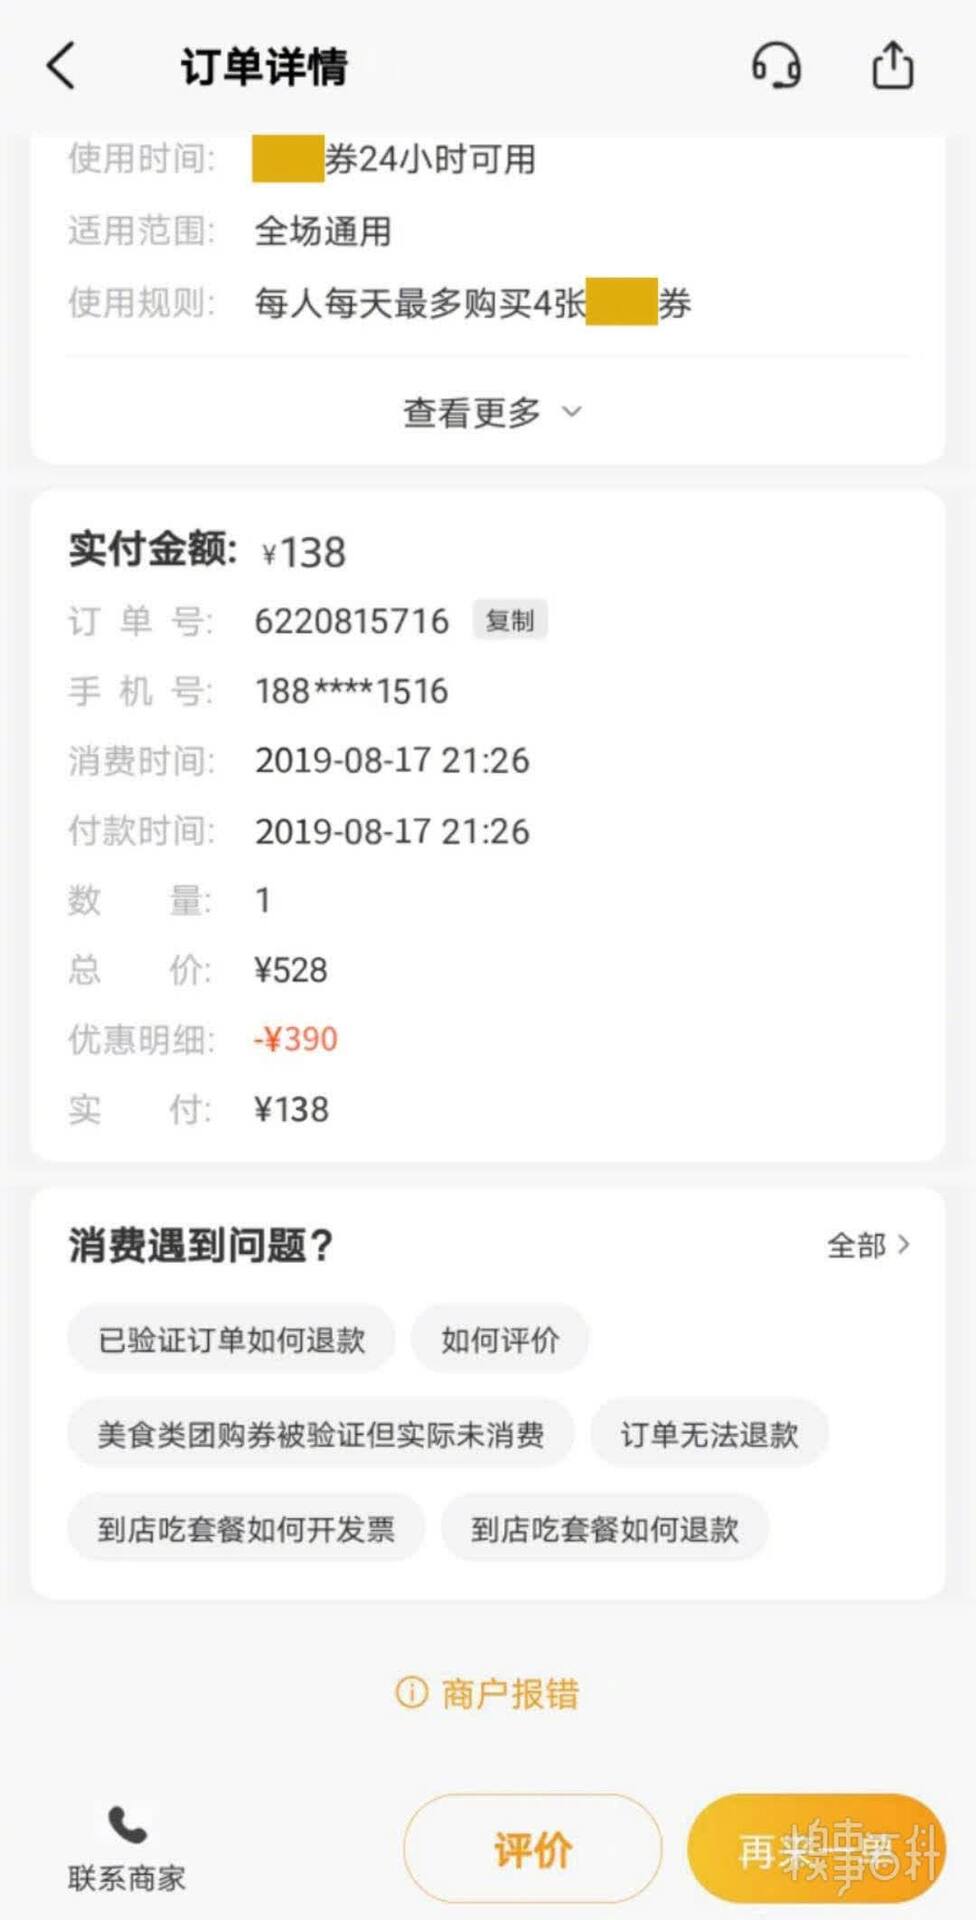 订单详情
使用时间: 券24小时可用
适用范围: 全场通用
使用规则: 每人每天最多购买4张 券
查看更多
实付金额: ¥138
订单号: 6220815716 复制
手机号: 188****1516
消费时间: 2019-08-17 21:26
付款时间: 2019-08-17 21:26
数量: 1
总价: ¥528
优惠明细: -¥390
实付: ¥138
消费遇到问题? 全部
已验证订单如何退款 如何评价
美食类团购券被验证但实际未消费 订单无法退款
到店吃套餐如何开发票 到店吃套餐如何退款
商户报错
联系商家 评价 再来一单
糗事百科